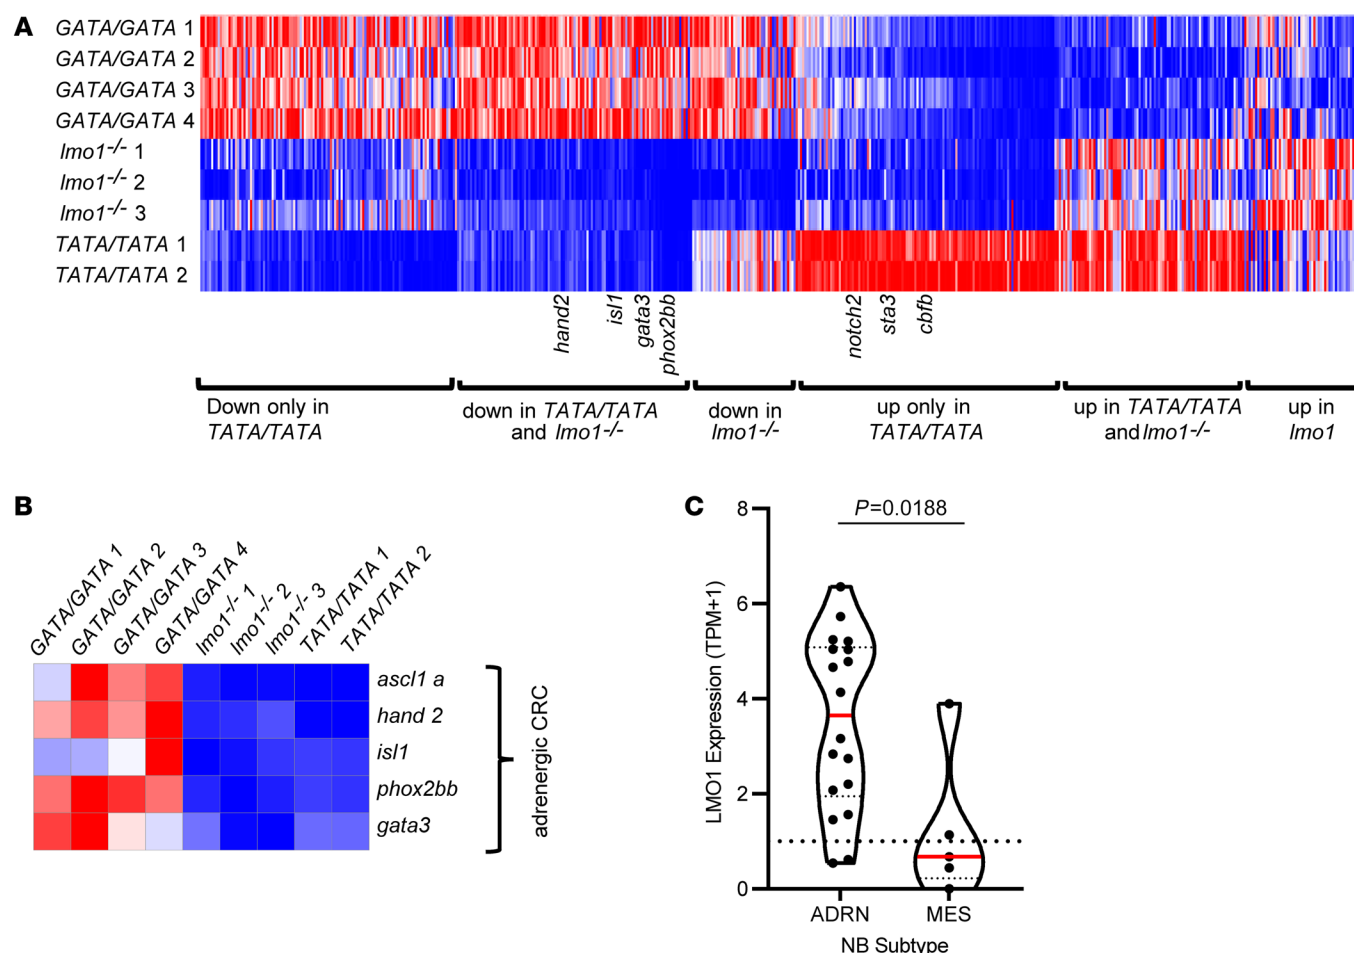 A
GATA/GATA 1
GATA/GATA 2
GATA/GATA 3
GATA/GATA 4
lmo1-/- 1
lmo1-/- 2
lmo1-/- 3
TATA/TATA 1
TATA/TATA 2
hand2
isl1
gata3
phox2bb
notch2
sta3
cbfb
Down only in
TATA/TATA
down in TATA/TATA
and lmo1-/-
down in
lmo1-/-
up only in
TATA/TATA
up in TATA/TATA
and lmo1-/-
up in
lmo1
B
GATA/GATA 1
GATA/GATA 2
GATA/GATA 3
GATA/GATA 4
lmo1-/- 1
lmo1-/- 2
lmo1-/- 3
TATA/TATA 1
TATA/TATA 2
ascl1 a
hand 2
isl1
phox2bb
gata3
adrenergic CRC
C
P=0.0188
8
6
4
2
0
LMO1 Expression (TPM+1)
ADRN
MES
NB Subtype